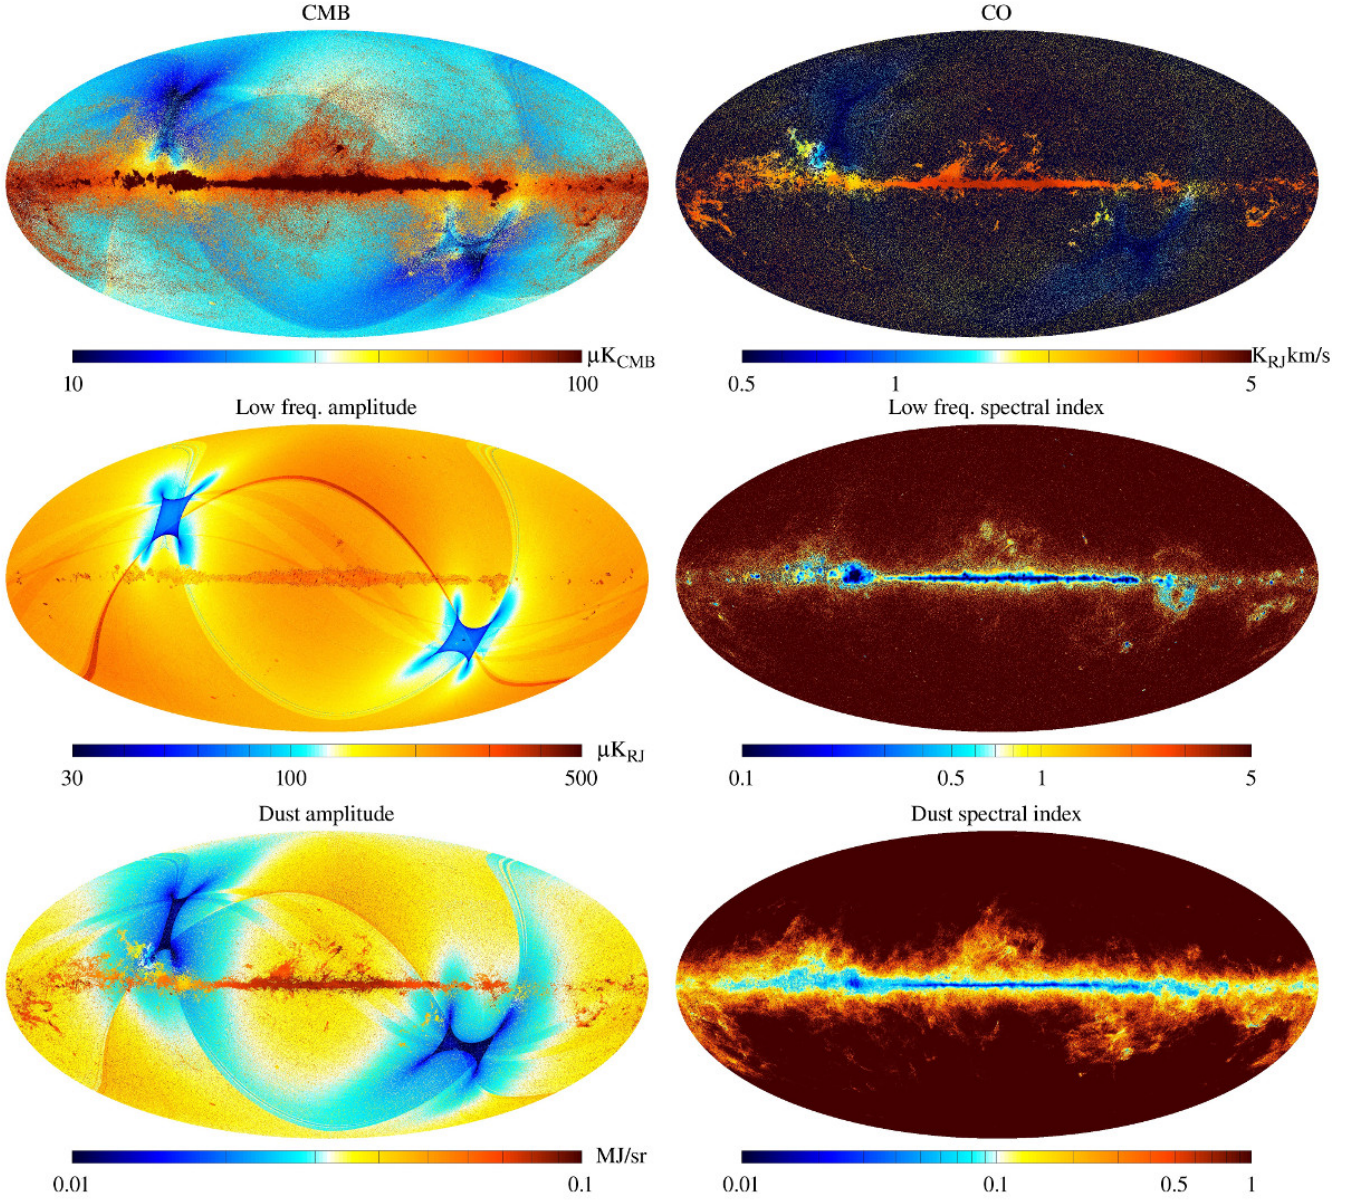 CMB
CO
10 100 μK_CMB
0.5 1 5 K_RJ km/s
Low freq. amplitude
Low freq. spectral index
30 100 500 μK_RJ
0.1 0.5 1 5
Dust amplitude
Dust spectral index
0.01 0.1 MJ/sr
0.01 0.1 0.5 1